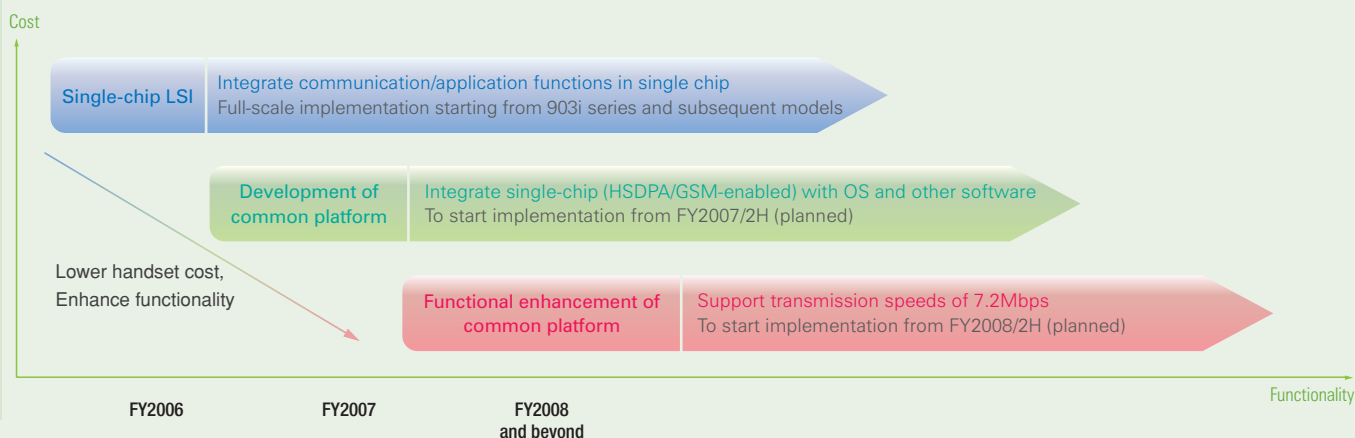 Cost
Single-chip LSI
Integrate communication/application functions in single chip
Full-scale implementation starting from 903i series and subsequent models
Development of
common platform
Integrate single-chip (HSDPA/GSM-enabled) with OS and other software
To start implementation from FY2007/2H (planned)
Lower handset cost,
Enhance functionality
Functional enhancement of
common platform
Support transmission speeds of 7.2Mbps
To start implementation from FY2008/2H (planned)
Functionality
FY2006
FY2007
FY2008
and beyond